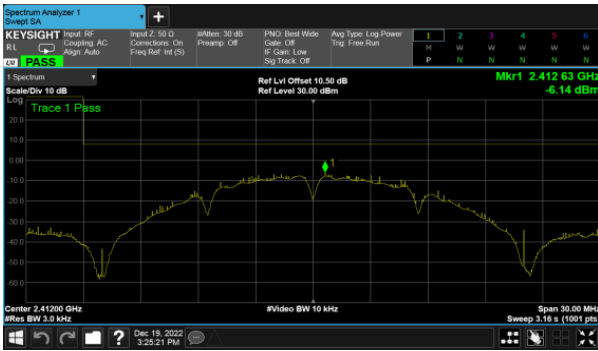 Spectrum Analyzer 1
Swept SA
KEYSIGHT
Input: RF
Coupling: AC
Align: Auto
Input Z: 50 Ω
Corrections: On
Freq Ref: Int (S)
#Atten: 30 dB
Preamp: Off
PNO: Best Wide
Gate: Off
IF Gain: Low
Sig Track: Off
Avg Type: Log-Power
Trig: Free Run
1 2 3 4 5 6
M W W W W W
P N N N N N
RL
LXI PASS
1 Spectrum
Scale/Div 10 dB
Ref Lvl Offset 10.50 dB
Ref Level 30.00 dBm
Mkr1 2.412 63 GHz
-6.14 dBm
Log
Trace 1 Pass
20.0
10.0
0.00
-10.0
-20.0
-30.0
-40.0
-50.0
-60.0
1
Center 2.41200 GHz
#Res BW 3.0 kHz
#Video BW 10 kHz
Span 30.00 MHz
Sweep 3.16 s (1001 pts)
Dec 19, 2022
3:25:21 PM